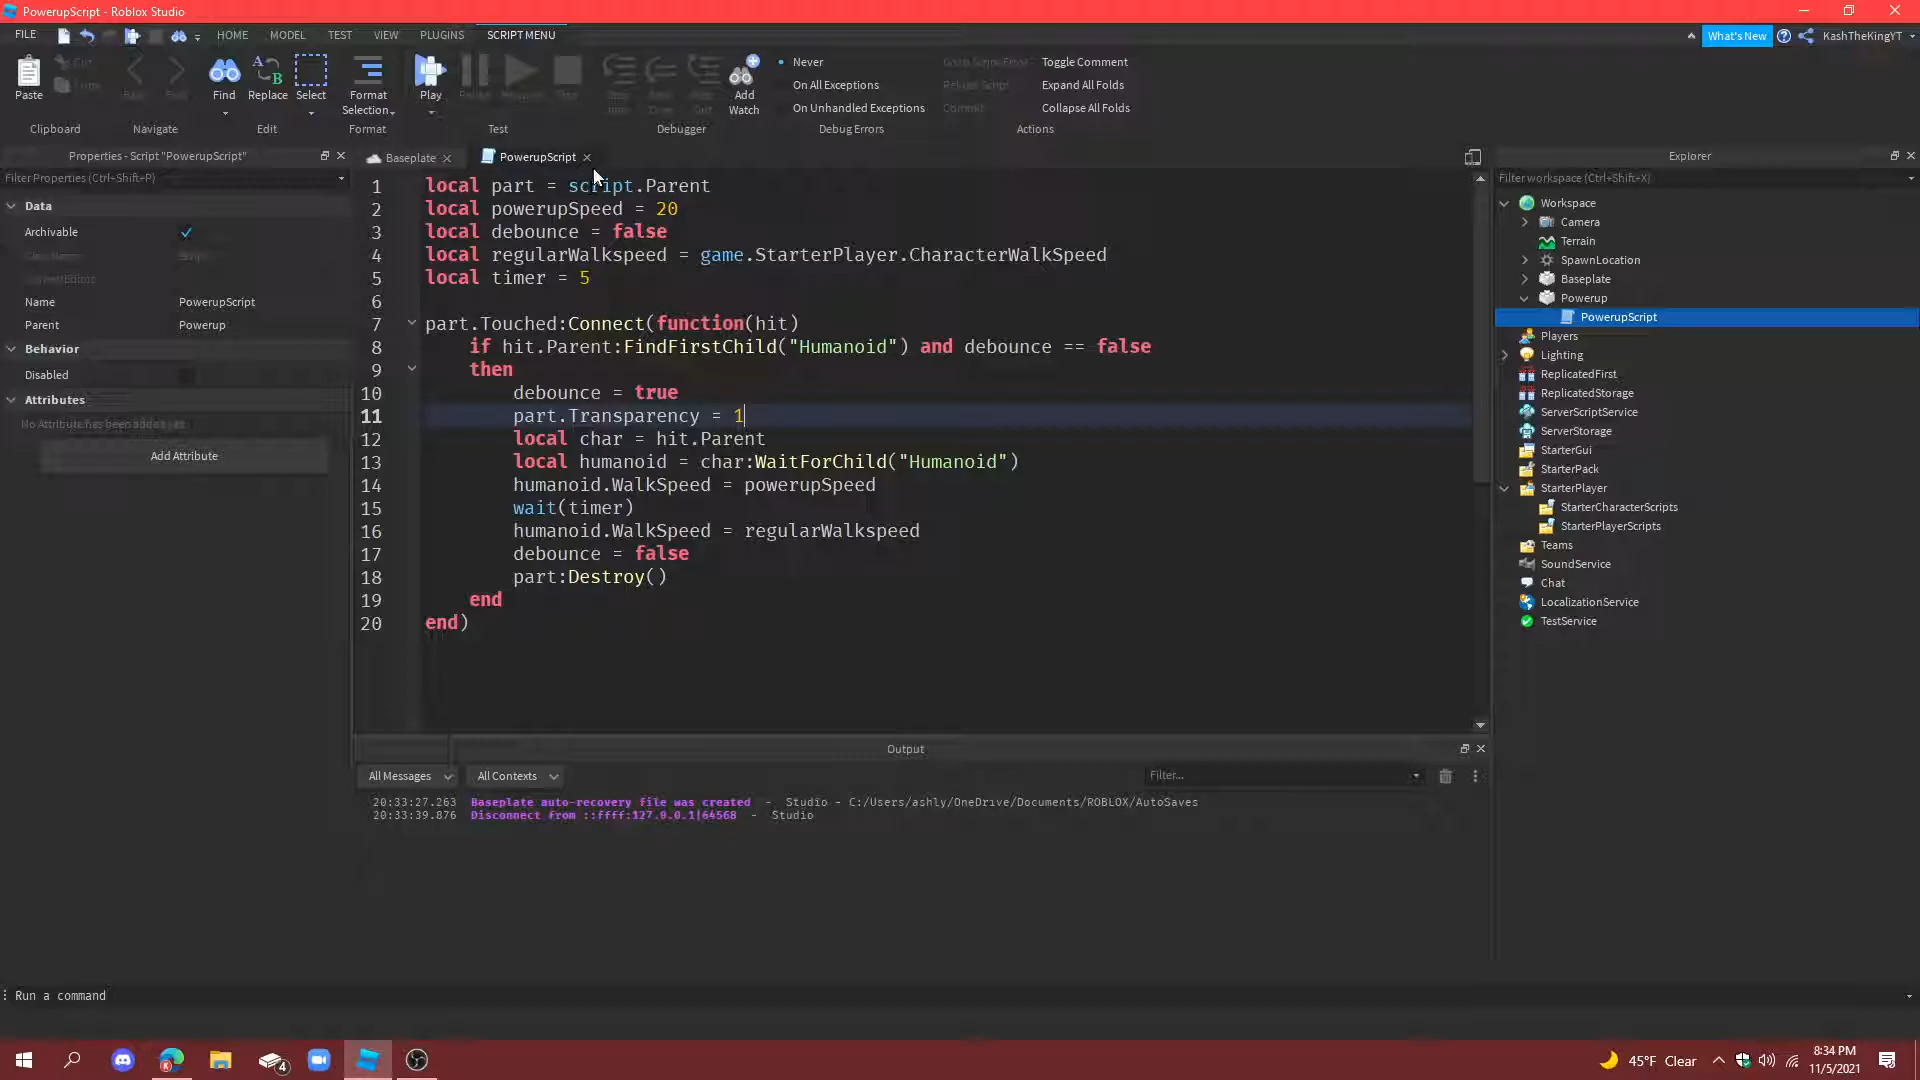 PowerupScript - Roblox Studio
FILE HOME MODEL TEST VIEW PLUGINS SCRIPT MENU What's New KashTheKingYT
Paste Find Replace Select Format Selection Play Add Watch
Never
On All Exceptions
On Unhandled Exceptions
Toggle Comment
Expand All Folds
Collapse All Folds
Clipboard Navigate Edit Format Test Debugger Debug Errors Actions
Properties - Script "PowerupScript"
Filter Properties (Ctrl+Shift+P)
Data
Archivable
Name PowerupScript
Parent Powerup
Behavior
Disabled
Attributes
No Attribute has been added yet
Add Attribute
Baseplate PowerupScript
1 local part = script.Parent
2 local powerupSpeed = 20
3 local debounce = false
4 local regularWalkspeed = game.StarterPlayer.CharacterWalkSpeed
5 local timer = 5
6
7 part.Touched:Connect(function(hit)
8 if hit.Parent:FindFirstChild("Humanoid") and debounce == false
9 then
10 debounce = true
11 part.Transparency = 1
12 local char = hit.Parent
13 local humanoid = char:WaitForChild("Humanoid")
14 humanoid.WalkSpeed = powerupSpeed
15 wait(timer)
16 humanoid.WalkSpeed = regularWalkspeed
17 debounce = false
18 part:Destroy()
19 end
20 end)
Output
All Messages All Contexts Filter...
20:33:27.263 Baseplate auto-recovery file was created - Studio - C:/Users/ashly/OneDrive/Documents/ROBLOX/AutoSaves
20:33:39.876 Disconnect from ::ffff:127.0.0.1|64568 - Studio
Explorer
Filter workspace (Ctrl+Shift+X)
Workspace
Camera
Terrain
SpawnLocation
Baseplate
Powerup
PowerupScript
Players
Lighting
ReplicatedFirst
ReplicatedStorage
ServerScriptService
ServerStorage
StarterGui
StarterPack
StarterPlayer
StarterCharacterScripts
StarterPlayerScripts
Teams
SoundService
Chat
LocalizationService
TestService
Run a command
4
45°F Clear
8:34 PM
11/5/2021